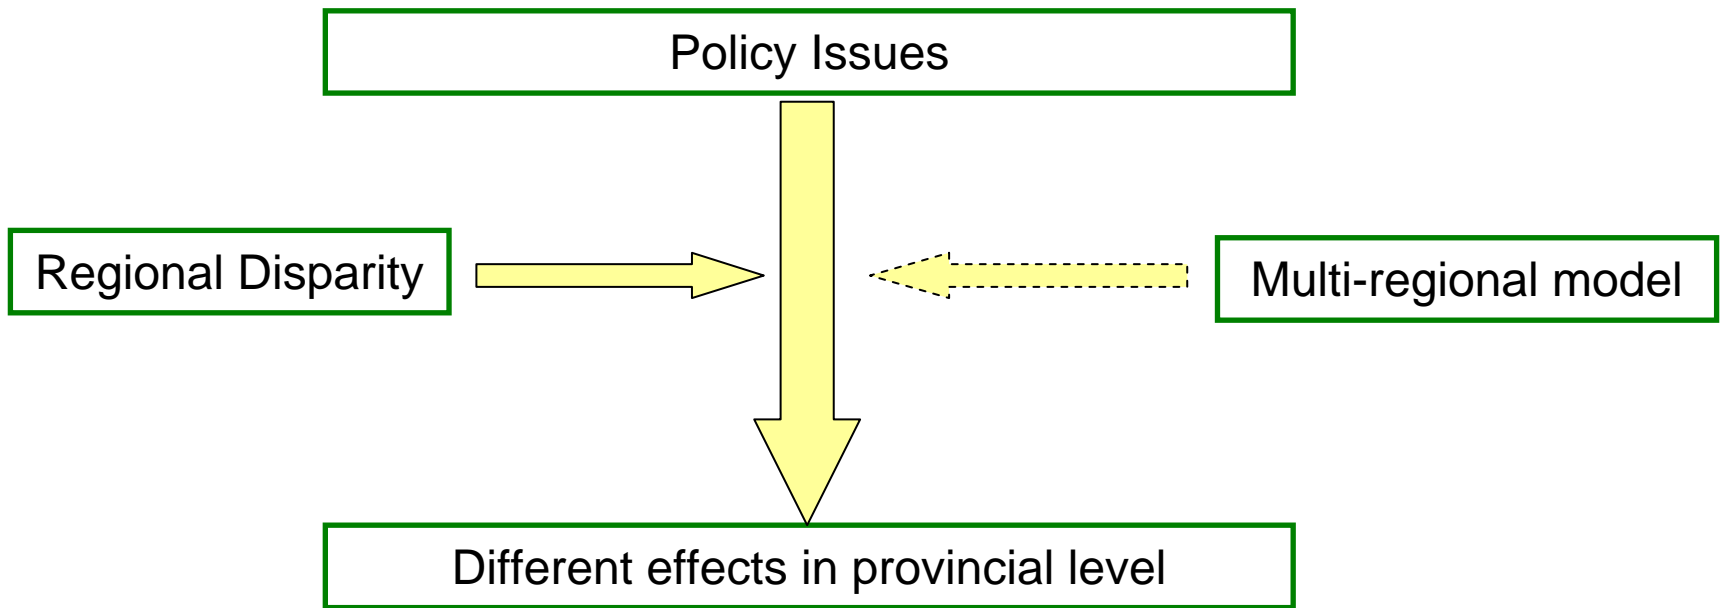 Policy Issues
Regional Disparity
Multi-regional model
Different effects in provincial level